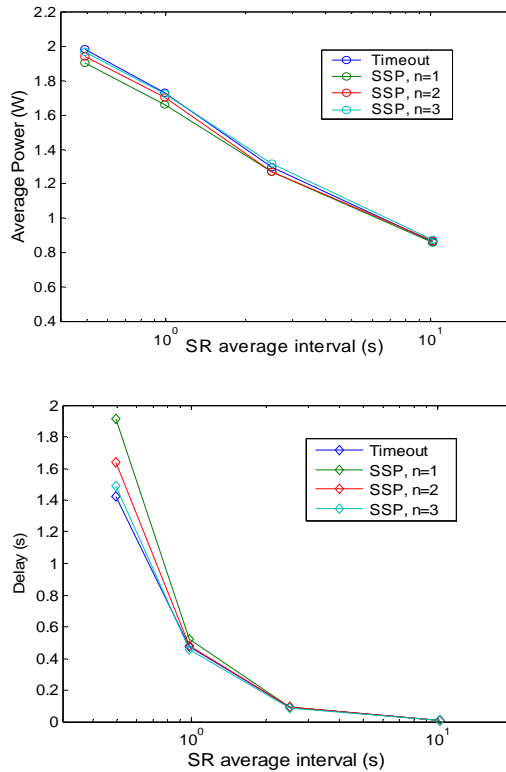 2.2
2
1.8
1.6
1.4
1.2
1
0.8
0.6
0.4
Average Power (W)
Timeout
SSP, n=1
SSP, n=2
SSP, n=3
10^0
10^1
SR average interval (s)
2
1.8
1.6
1.4
1.2
1
0.8
0.6
0.4
0.2
0
Delay (s)
Timeout
SSP, n=1
SSP, n=2
SSP, n=3
10^0
10^1
SR average interval (s)